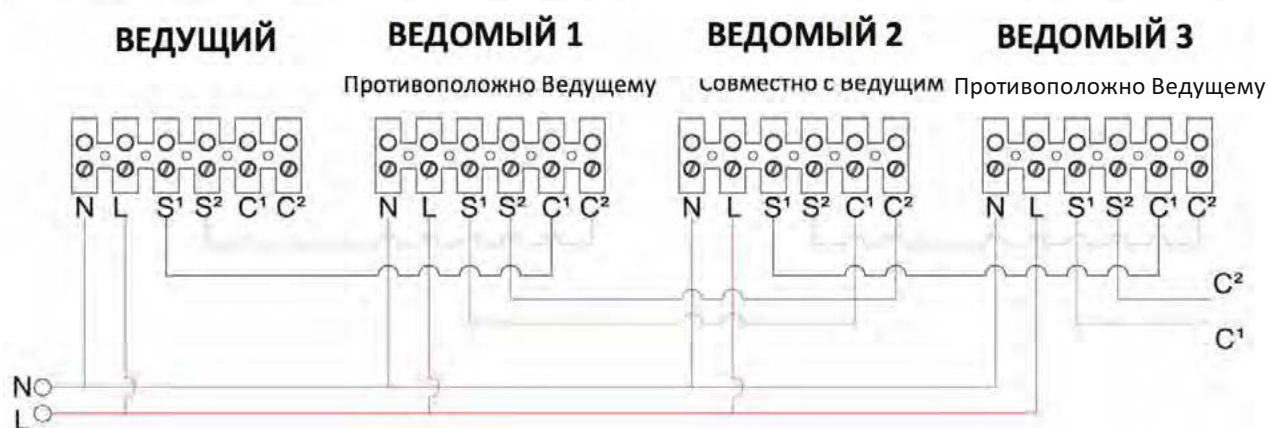 ВЕДУЩИЙ ВЕДОМЫЙ 1 ВЕДОМЫЙ 2 ВЕДОМЫЙ 3
Противоположно Ведущему Совместно с Ведущим Противоположно Ведущему
N L S¹ S² C¹ C² N L S¹ S² C¹ C² N L S¹ S² C¹ C² N L S¹ S² C¹ C²
C²
C¹
N
L